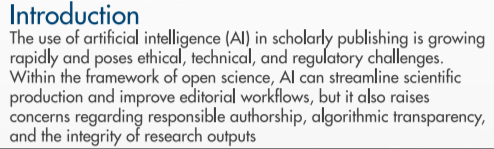 Introduction
The use of artificial intelligence (AI) in scholarly publishing is growing
rapidly and poses ethical, technical, and regulatory challenges.
Within the framework of open science, AI can streamline scientific
production and improve editorial workflows, but it also raises
concerns regarding responsible authorship, algorithmic transparency,
and the integrity of research outputs